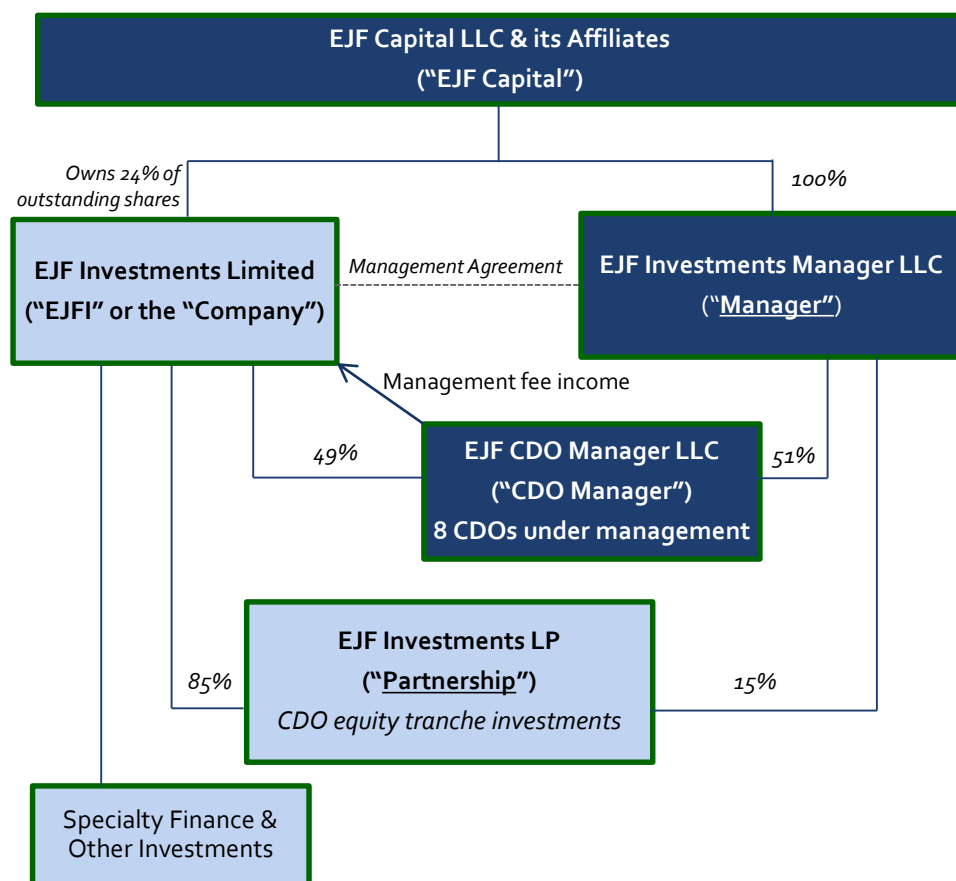 EJF Capital LLC & its Affiliates
(“EJF Capital”)
Owns 24% of
outstanding shares
100%
EJF Investments Limited
(“EJFI” or the “Company”)
Management Agreement
EJF Investments Manager LLC
(“Manager”)
Management fee income
49%
EJF CDO Manager LLC
(“CDO Manager”)
8 CDOs under management
51%
EJF Investments LP
(“Partnership”)
CDO equity tranche investments
85%
15%
Specialty Finance &
Other Investments